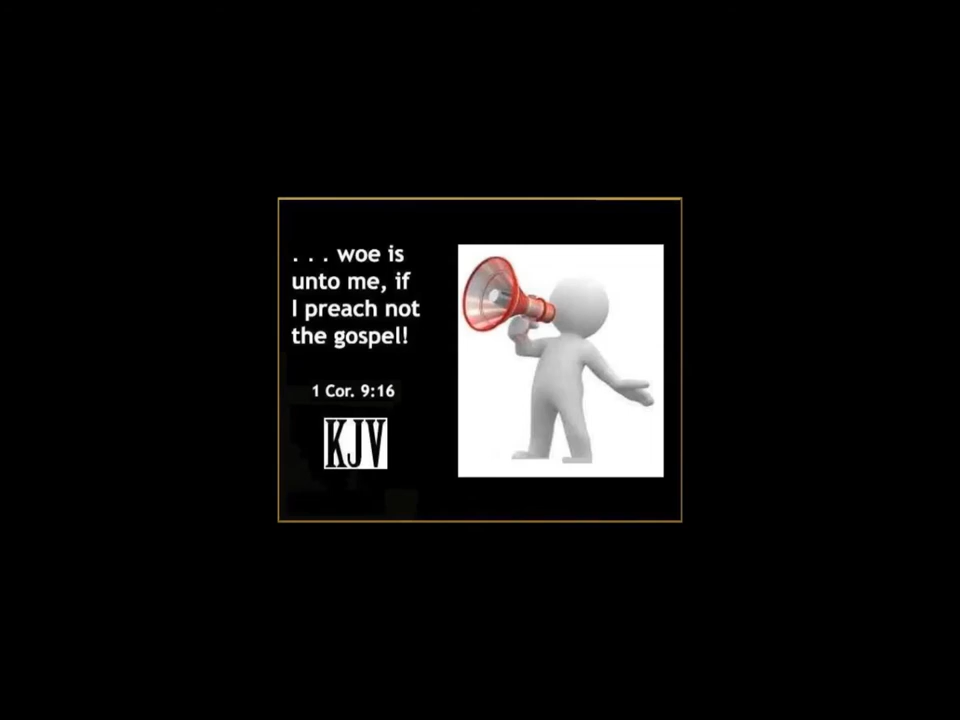 . . . woe is
unto me, if
I preach not
the gospel!
1 Cor. 9:16
KJV